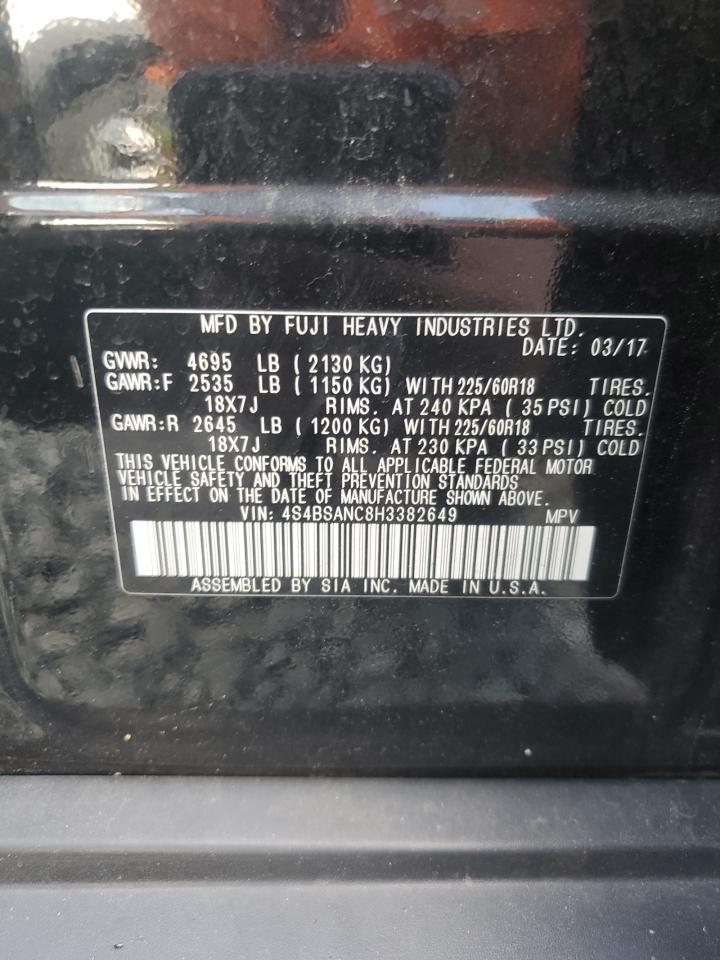 MFD BY FUJI HEAVY INDUSTRIES LTD.
DATE: 03/17
GVWR: 4695 LB ( 2130 KG)
GAWR:F 2535 LB ( 1150 KG) WITH 225/60R18 TIRES.
18X7J RIMS. AT 240 KPA ( 35 PSI) COLD
GAWR:R 2645 LB ( 1200 KG) WITH 225/60R18 TIRES.
18X7J RIMS. AT 230 KPA ( 33 PSI) COLD
THIS VEHICLE CONFORMS TO ALL APPLICABLE FEDERAL MOTOR
VEHICLE SAFETY AND THEFT PREVENTION STANDARDS
IN EFFECT ON THE DATE OF MANUFACTURE SHOWN ABOVE.
VIN: 4S4BSANC8H3382649 MPV
ASSEMBLED BY SIA INC. MADE IN U.S.A.